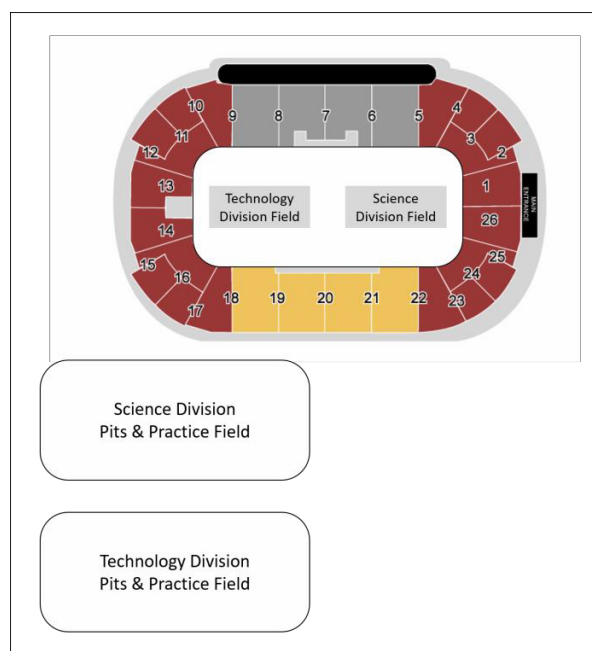 10
9
8
7
6
5
4
11
3
12
2
13
Technology
Division Field
Science
Division Field
1
MAIN
ENTRANCE
14
26
15
25
16
24
17
18
19
20
21
22
23
Science Division
Pits & Practice Field
Technology Division
Pits & Practice Field